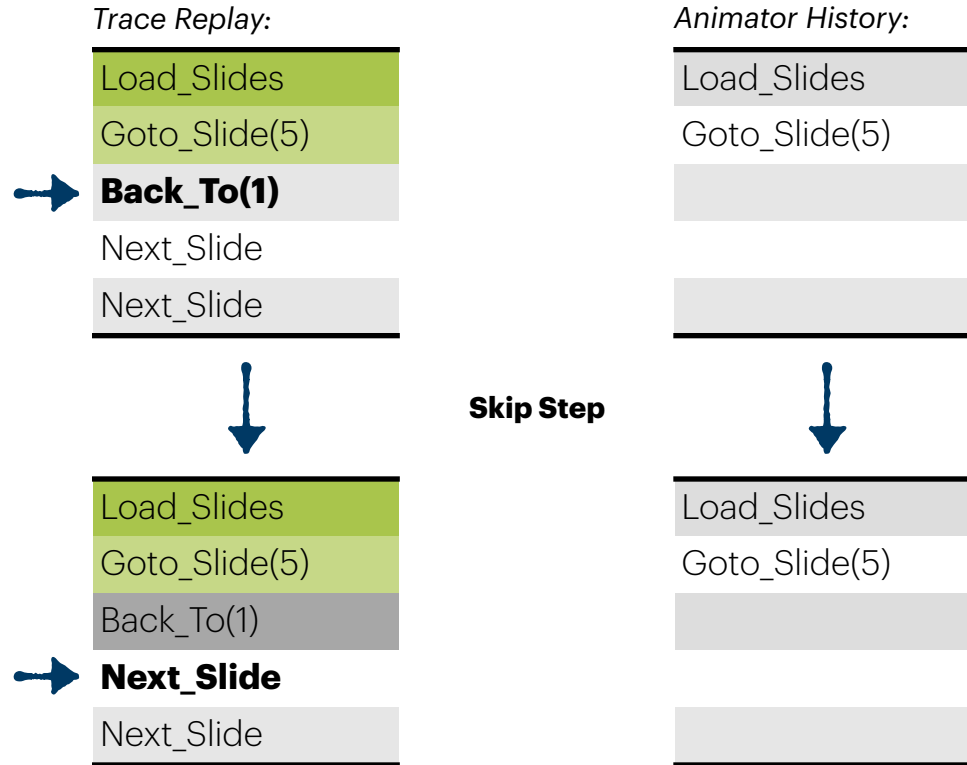 Trace Replay:
Load_Slides
Goto_Slide(5)
Back_To(1)
Next_Slide
Next_Slide
Animator History:
Load_Slides
Goto_Slide(5)
Skip Step
Load_Slides
Goto_Slide(5)
Back_To(1)
Next_Slide
Next_Slide
Load_Slides
Goto_Slide(5)